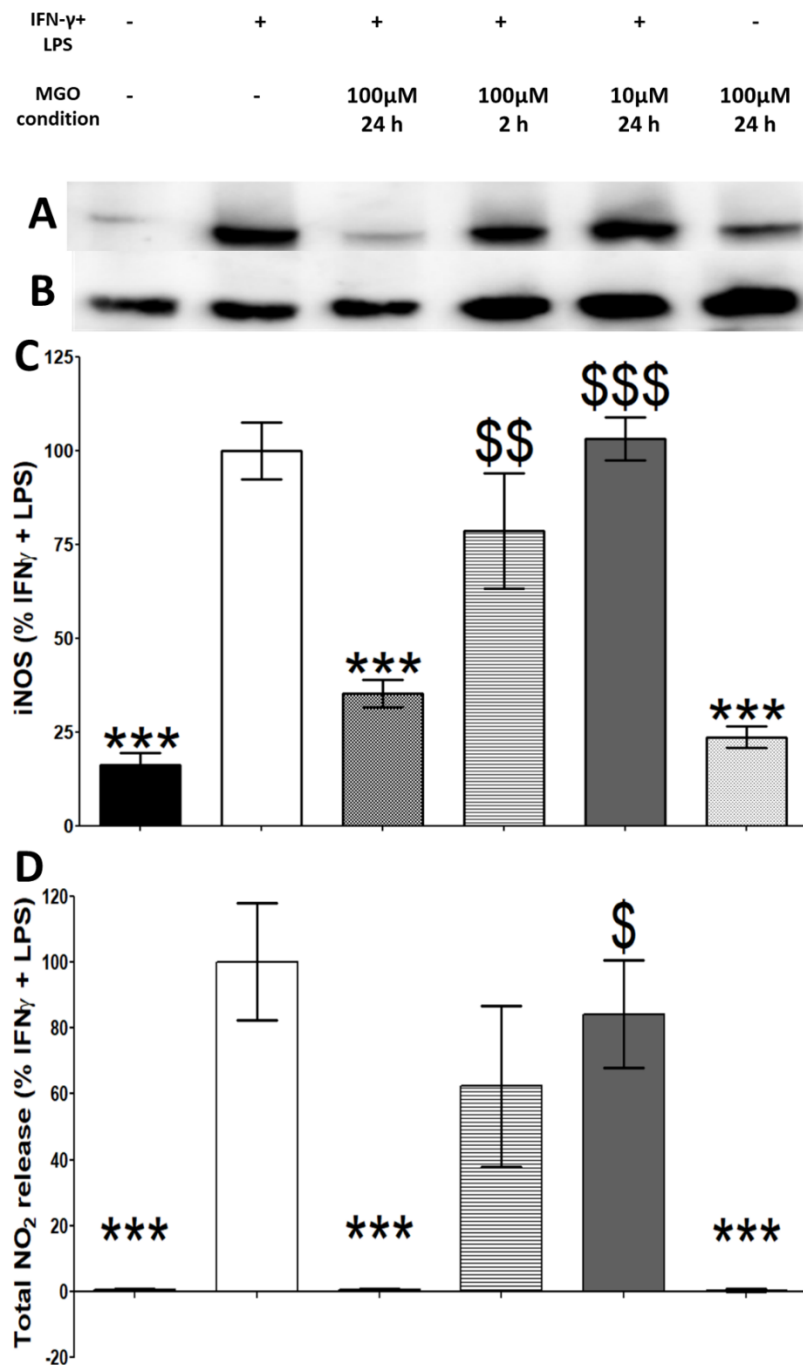 IFN-γ+ - + + + + -
LPS
MGO - - 100μM 100μM 10μM 100μM
condition 24 h 2 h 24 h 24 h
A
B
C
125
$$$
100
$$
75
iNOS (% IFNγ + LPS)
50
***
25
*** ***
0
D
120
$
100
80
Total NO₂ release (% IFNγ + LPS)
60
40
20
*** *** ***
0
-20